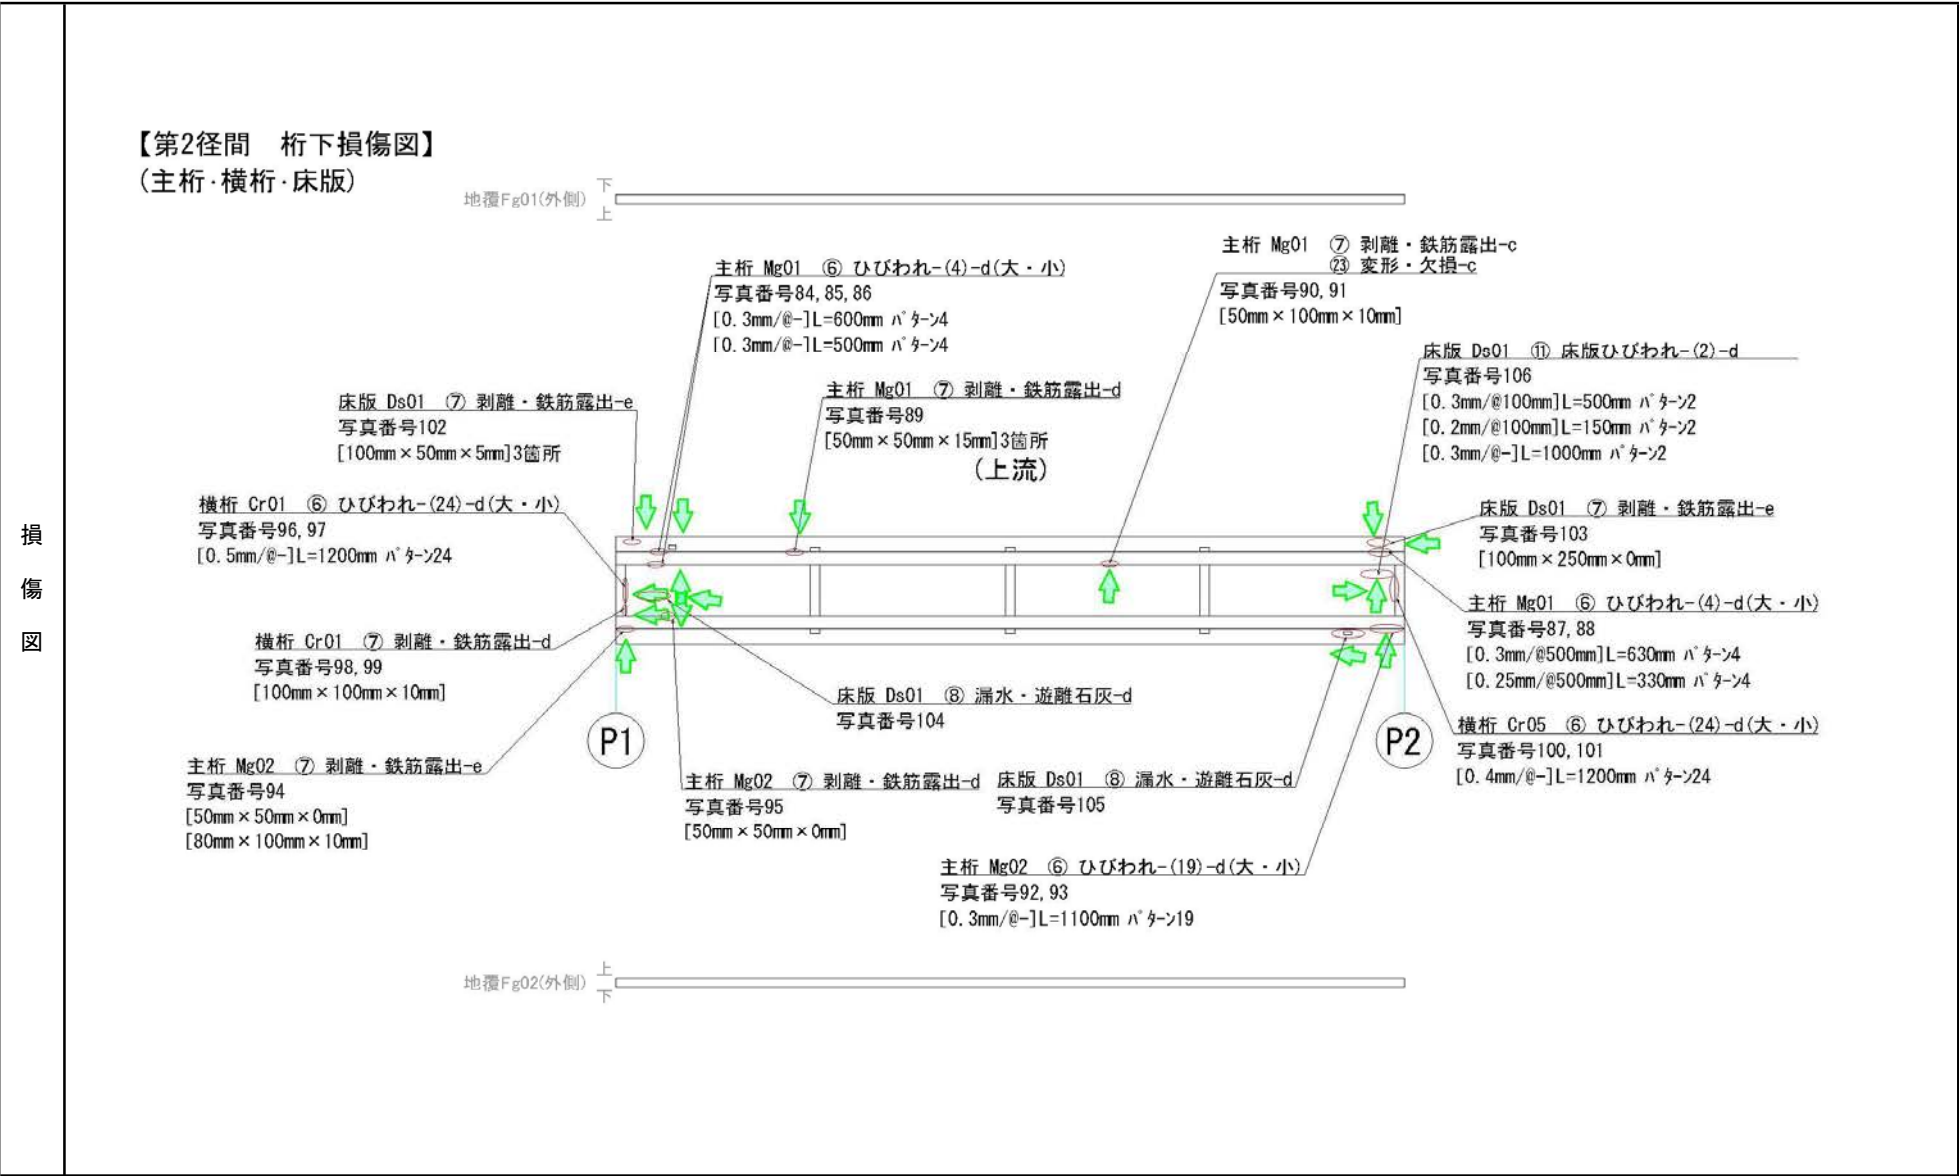 損
傷
図
【第2径間　桁下損傷図】
(主桁・横桁・床版)
地覆Fg01(外側)
下
上
主桁 Mg01　⑥ ひびわれ-(4)-d(大・小)
写真番号84,85,86
[0.3mm/@-]L=600mm パターン4
[0.3mm/@-]L=500mm パターン4
主桁 Mg01　⑦ 剥離・鉄筋露出-c
㉓ 変形・欠損-c
写真番号90,91
[50mm×100mm×10mm]
床版 Ds01　⑪ 床版ひびわれ-(2)-d
写真番号106
[0.3mm/@100mm]L=500mm パターン2
[0.2mm/@100mm]L=150mm パターン2
[0.3mm/@-]L=1000mm パターン2
床版 Ds01　⑦ 剥離・鉄筋露出-e
写真番号102
[100mm×50mm×5mm]3箇所
主桁 Mg01　⑦ 剥離・鉄筋露出-d
写真番号89
[50mm×50mm×15mm]3箇所
(上流)
横桁 Cr01　⑥ ひびわれ-(24)-d(大・小)
写真番号96,97
[0.5mm/@-]L=1200mm パターン24
床版 Ds01　⑦ 剥離・鉄筋露出-e
写真番号103
[100mm×250mm×0mm]
主桁 Mg01　⑥ ひびわれ-(4)-d(大・小)
写真番号87,88
[0.3mm/@500mm]L=630mm パターン4
[0.25mm/@500mm]L=330mm パターン4
横桁 Cr01　⑦ 剥離・鉄筋露出-d
写真番号98,99
[100mm×100mm×10mm]
床版 Ds01　⑧ 漏水・遊離石灰-d
写真番号104
P1
P2
横桁 Cr05　⑥ ひびわれ-(24)-d(大・小)
写真番号100,101
[0.4mm/@-]L=1200mm パターン24
主桁 Mg02　⑦ 剥離・鉄筋露出-e
写真番号94
[50mm×50mm×0mm]
[80mm×100mm×10mm]
主桁 Mg02　⑦ 剥離・鉄筋露出-d
写真番号95
[50mm×50mm×0mm]
床版 Ds01　⑧ 漏水・遊離石灰-d
写真番号105
主桁 Mg02　⑥ ひびわれ-(19)-d(大・小)
写真番号92,93
[0.3mm/@-]L=1100mm パターン19
地覆Fg02(外側)
上
下